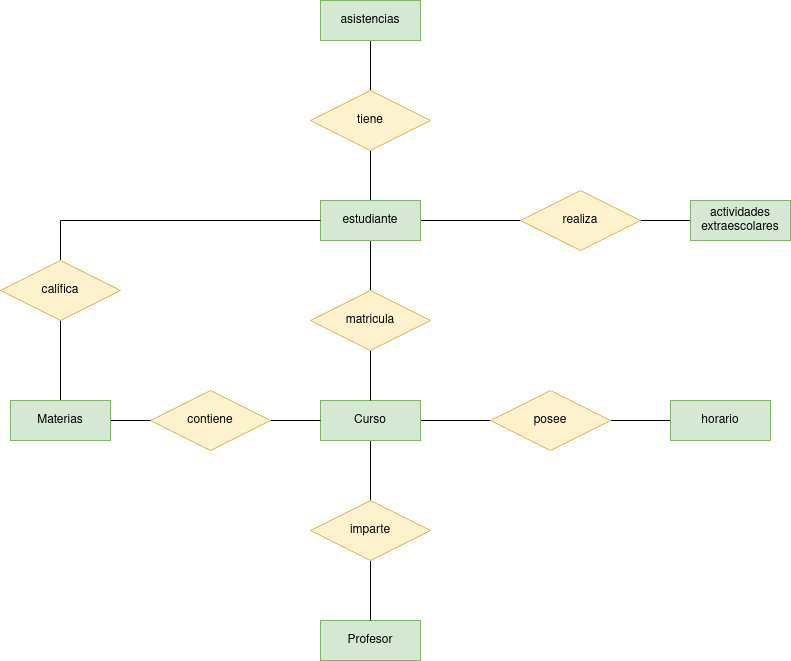 asistencias
tiene
estudiante
realiza
actividades
extraescolares
califica
matricula
Materias
contiene
Curso
posee
horario
imparte
Profesor